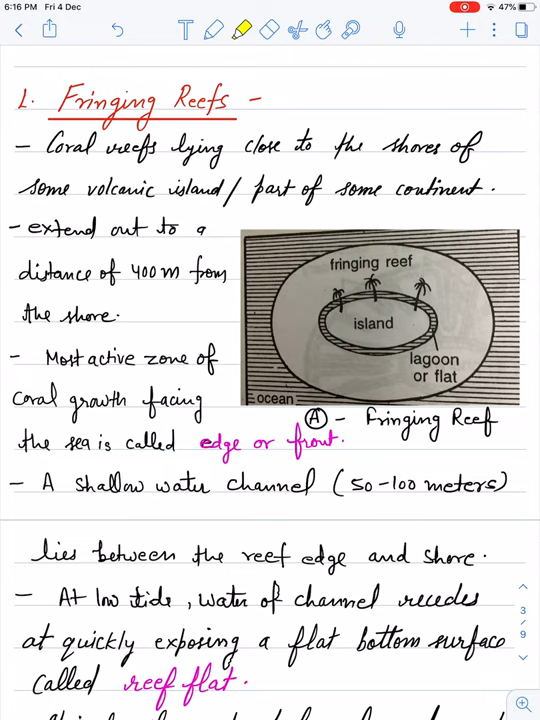 6:16 PM Fri 4 Dec
47%
1. Fringing Reefs -
- Coral reefs lying close to the shores of
some volcanic island / part of some continent.
- extend out to a
distance of 400 m from
the shore.
- Most active zone of
coral growth facing
the sea is called edge or front.
fringing reef
island
lagoon
or flat
ocean
(A) - Fringing Reef
- A shallow water channel (50-100 meters)
lies between the reef edge and shore.
- At low tide, water of channel recedes
at quickly exposing a flat bottom surface
called reef flat.
3
9